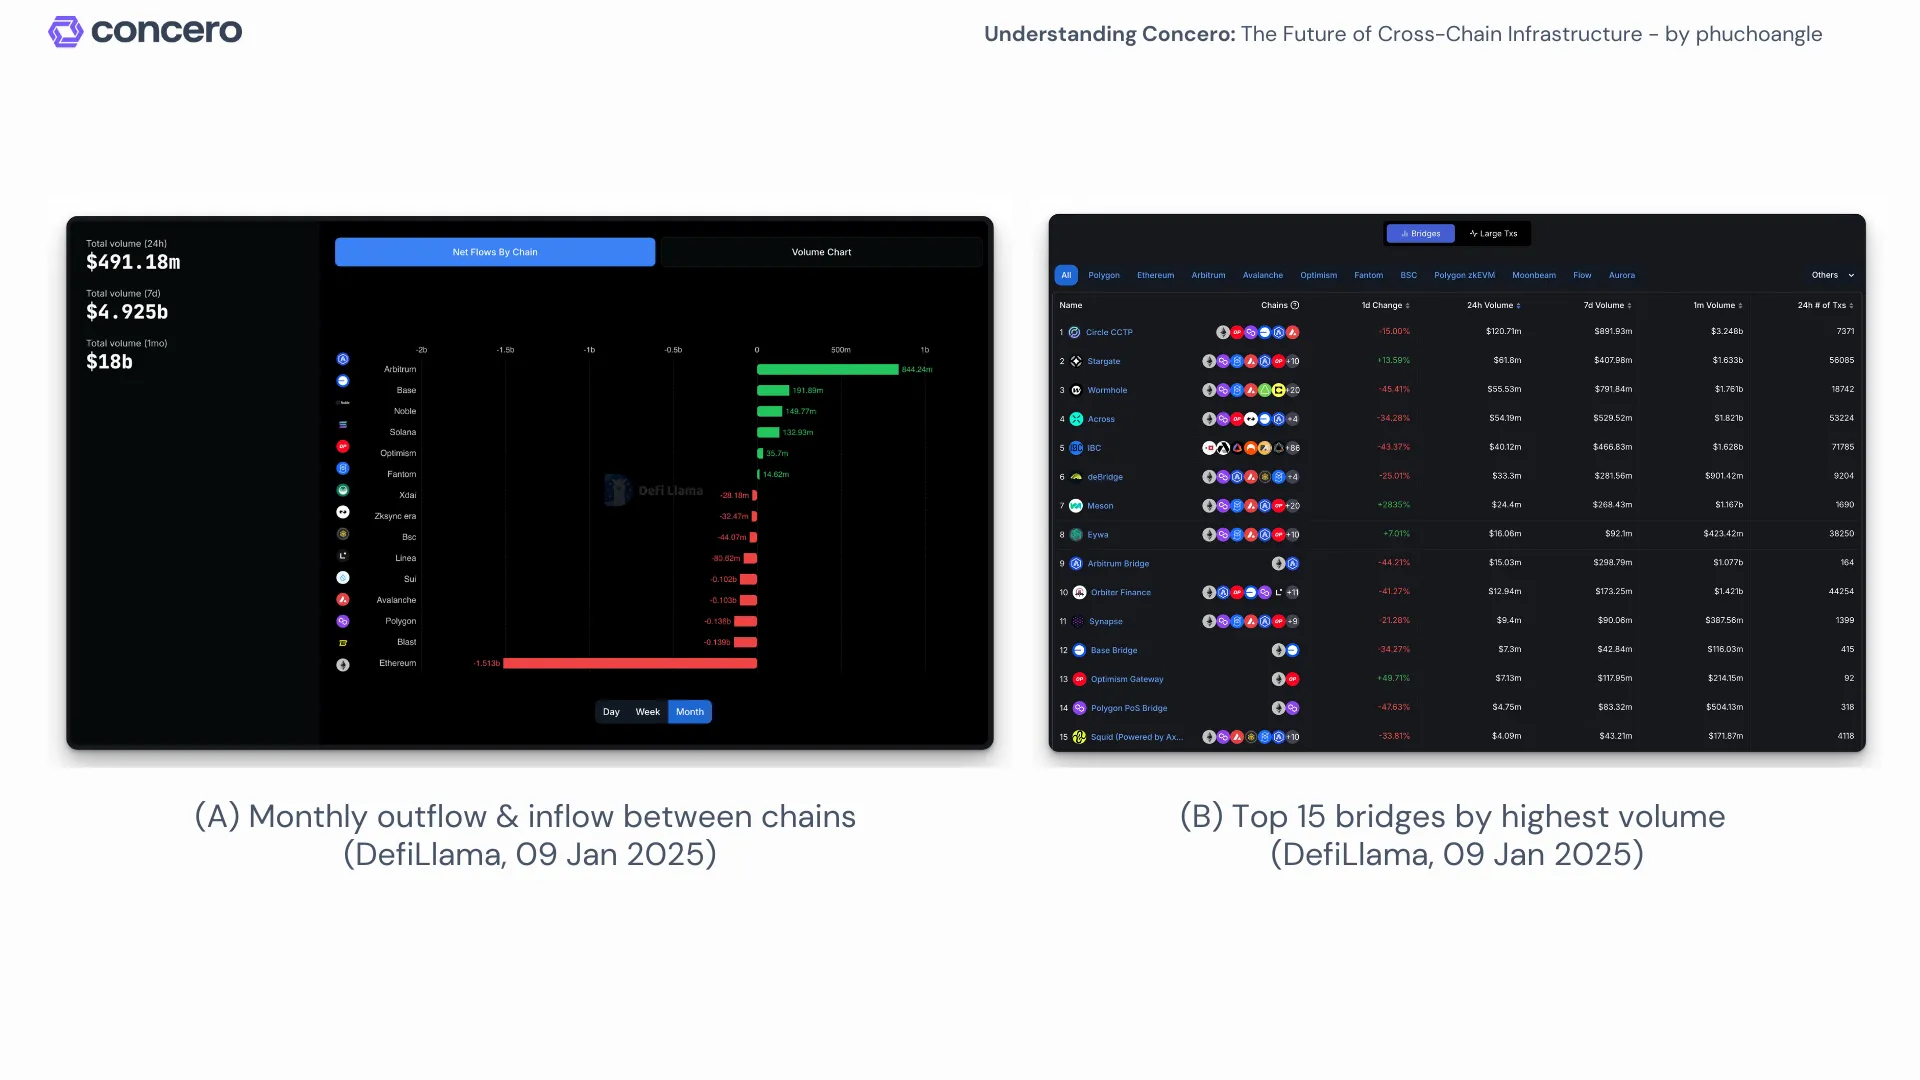 concero
Understanding Concero: The Future of Cross-Chain Infrastructure - by phuchoangle
Total volume (24h)
$491.18m
Total volume (7d)
$4.925b
Total volume (1mo)
$18b
Net Flows By Chain
Volume Chart
-2b -1.5b -1b -0.5b 0 500m 1b
Arbitrum 844.24m
Base 191.89m
Noble 149.77m
Solana 132.93m
Optimism 35.7m
Fantom 14.62m
Xdai -28.18m
Zksync era -32.47m
Bsc -44.07m
Linea -80.62m
Sui -0.102b
Avalanche -0.103b
Polygon -0.136b
Blast -0.139b
Ethereum -1.513b
DefiLlama
Day Week Month
(A) Monthly outflow & inflow between chains
(DefiLlama, 09 Jan 2025)
Bridges Large Txs
All Polygon Ethereum Arbitrum Avalanche Optimism Fantom BSC Polygon zkEVM Moonbeam Flow Aurora Others
Name Chains 1d Change 24h Volume 7d Volume 1m Volume 24h # of Txs
1 Circle CCTP -15.00% $120.71m $891.93m $3.248b 7371
2 Stargate +10 +13.59% $61.8m $407.98m $1.633b 56085
3 Wormhole +20 -45.41% $55.53m $791.84m $1.761b 18742
4 Across +4 -34.28% $54.19m $529.52m $1.821b 53224
5 IBC +86 -43.37% $40.12m $466.83m $1.628b 71785
6 deBridge +4 -25.01% $33.3m $281.56m $901.42m 9204
7 Meson +20 +2835% $24.4m $268.43m $1.167b 1690
8 Eywa +10 +7.01% $16.06m $92.1m $423.42m 38250
9 Arbitrum Bridge -44.21% $15.03m $298.79m $1.077b 164
10 Orbiter Finance +11 -41.27% $12.94m $173.25m $1.421b 44254
11 Synapse +9 -21.28% $9.4m $90.06m $387.56m 1399
12 Base Bridge -34.27% $7.3m $42.84m $116.03m 415
13 Optimism Gateway +49.71% $7.13m $117.95m $214.15m 92
14 Polygon PoS Bridge -47.63% $4.75m $83.32m $504.13m 318
15 Squid (Powered by Ax... +10 -33.81% $4.09m $43.21m $171.87m 4118
(B) Top 15 bridges by highest volume
(DefiLlama, 09 Jan 2025)